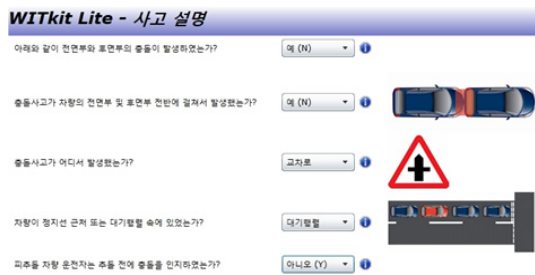 WITkit Lite - 사고 설명
아래와 같이 전면부와 후면부의 충돌이 발생하였는가? 예 (N)
충돌사고가 차량의 전면부 및 후면부 전반에 걸쳐서 발생했는가? 예 (N)
충돌사고가 어디서 발생했는가? 교차로
차량이 정지선 근처 또는 대기행렬 속에 있었는가? 대기행렬
피추돌 차량 운전자는 추돌 전에 충돌을 인지하였는가? 아니오 (Y)